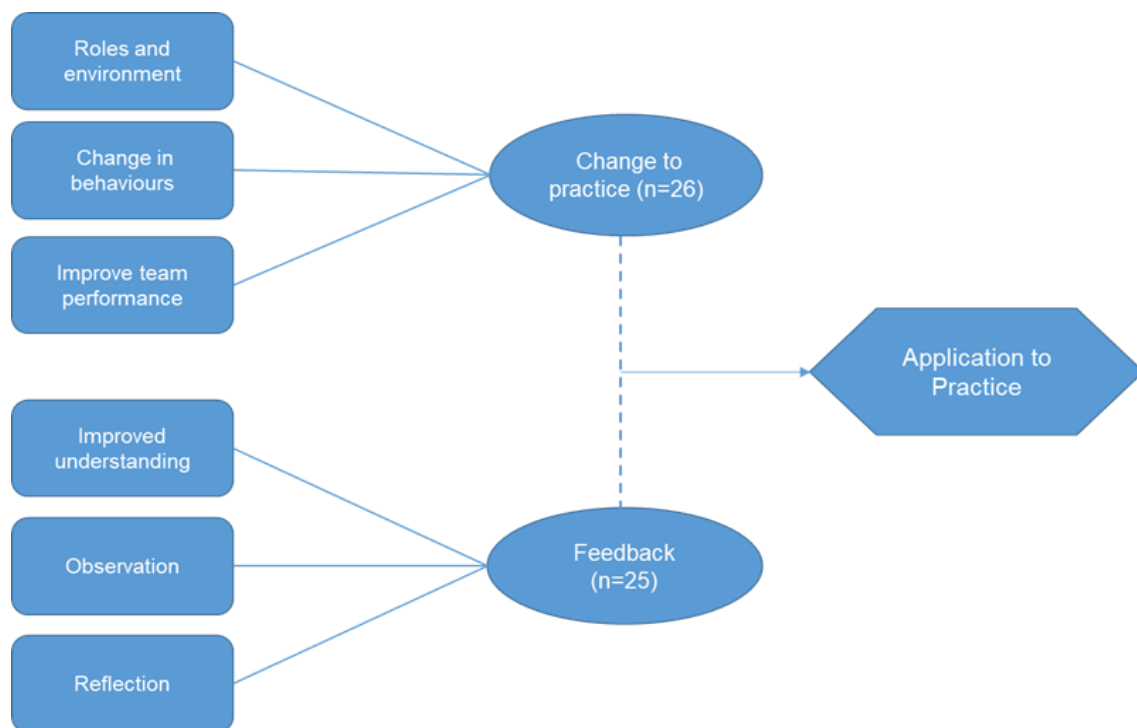 Roles and
environment
Change in
behaviours
Improve team
performance
Change to
practice (n=26)
Application to
Practice
Improved
understanding
Observation
Reflection
Feedback
(n=25)